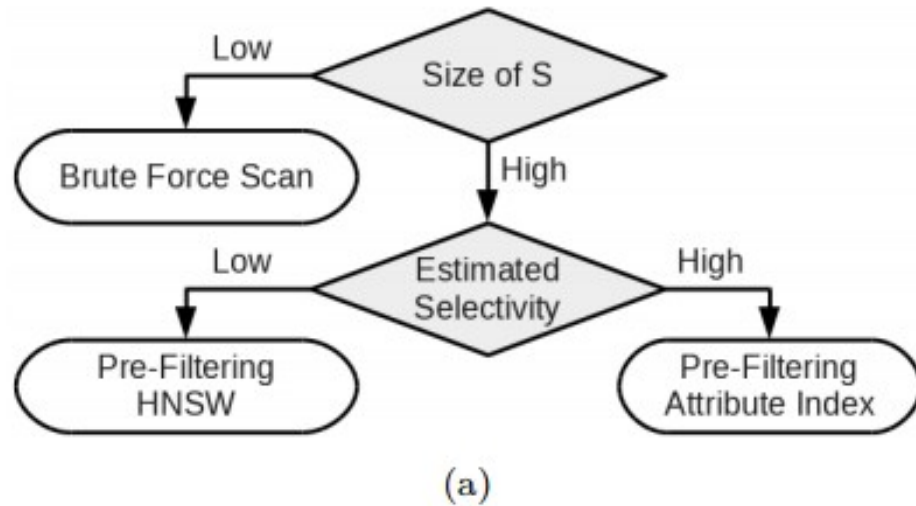 Low
Size of S
Brute Force Scan
High
Low
Estimated
Selectivity
High
Pre-Filtering
HNSW
Pre-Filtering
Attribute Index
(a)